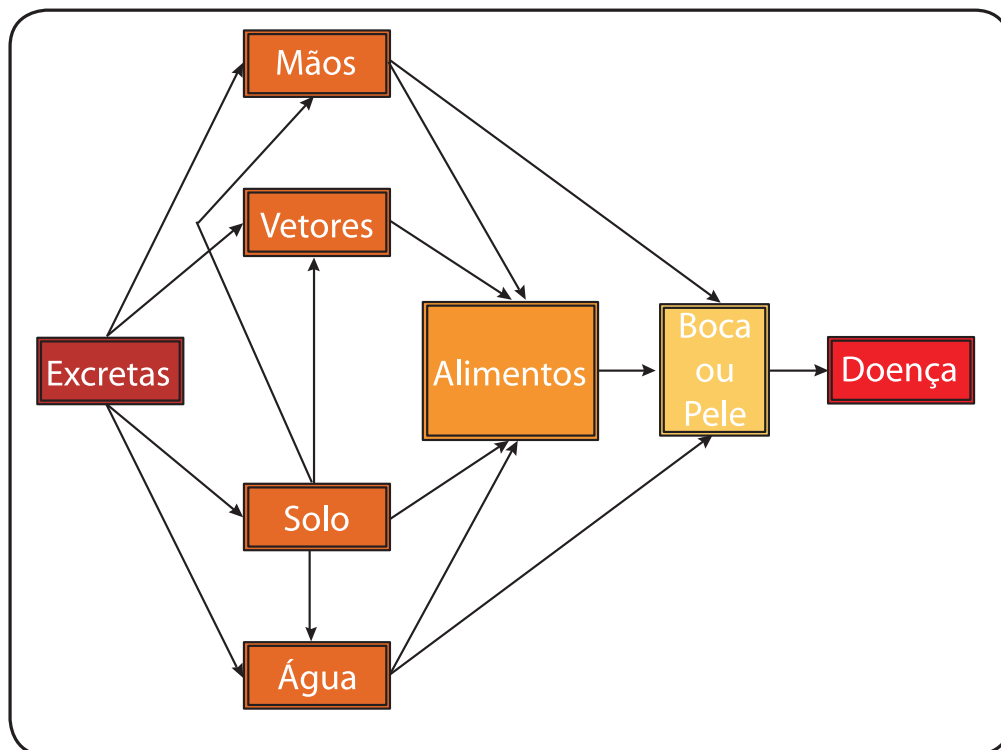 Mãos
Vetores
Excretas
Alimentos
Boca
ou
Pele
Doença
Solo
Água